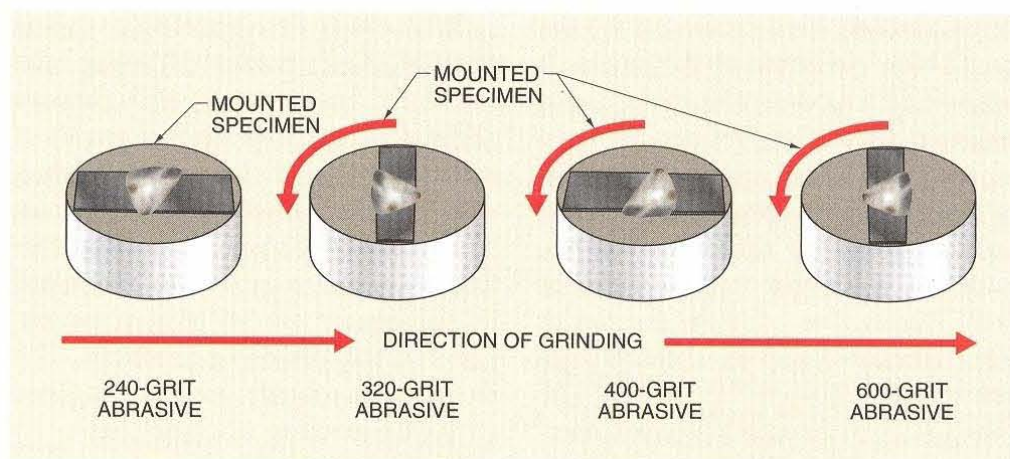 MOUNTED
SPECIMEN
MOUNTED
SPECIMEN
DIRECTION OF GRINDING
240-GRIT
ABRASIVE
320-GRIT
ABRASIVE
400-GRIT
ABRASIVE
600-GRIT
ABRASIVE